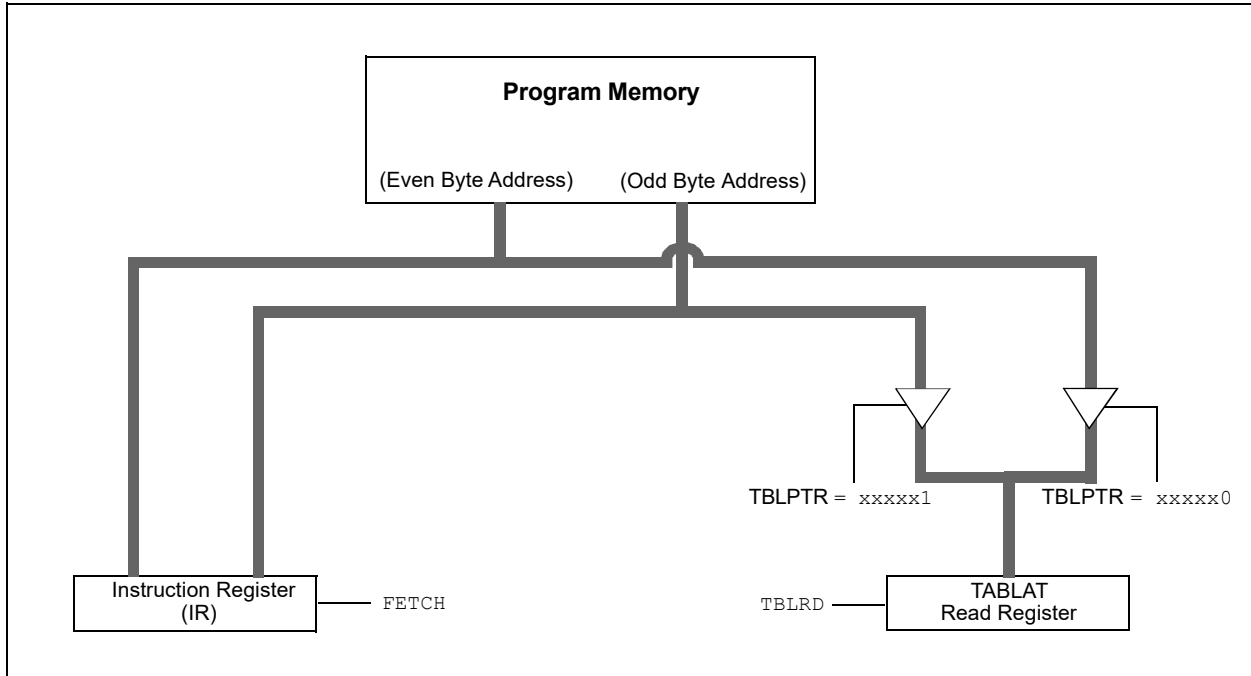 Program Memory
(Even Byte Address)
(Odd Byte Address)
TBLPTR = xxxxx1
TBLPTR = xxxxx0
Instruction Register
(IR)
FETCH
TBLRD
TABLAT
Read Register